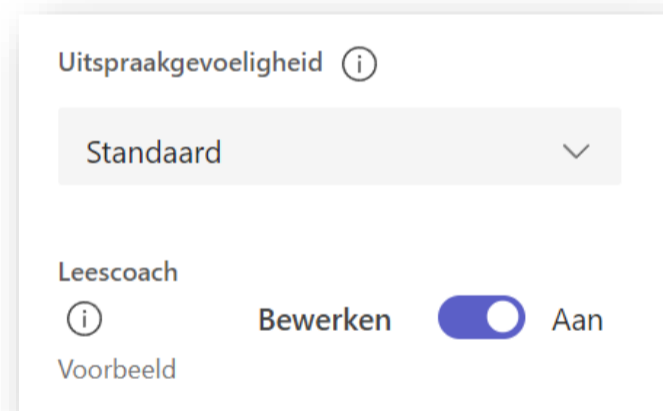 Uitspraakgevoeligheid
Standaard
Leescoach
Bewerken Aan
Voorbeeld